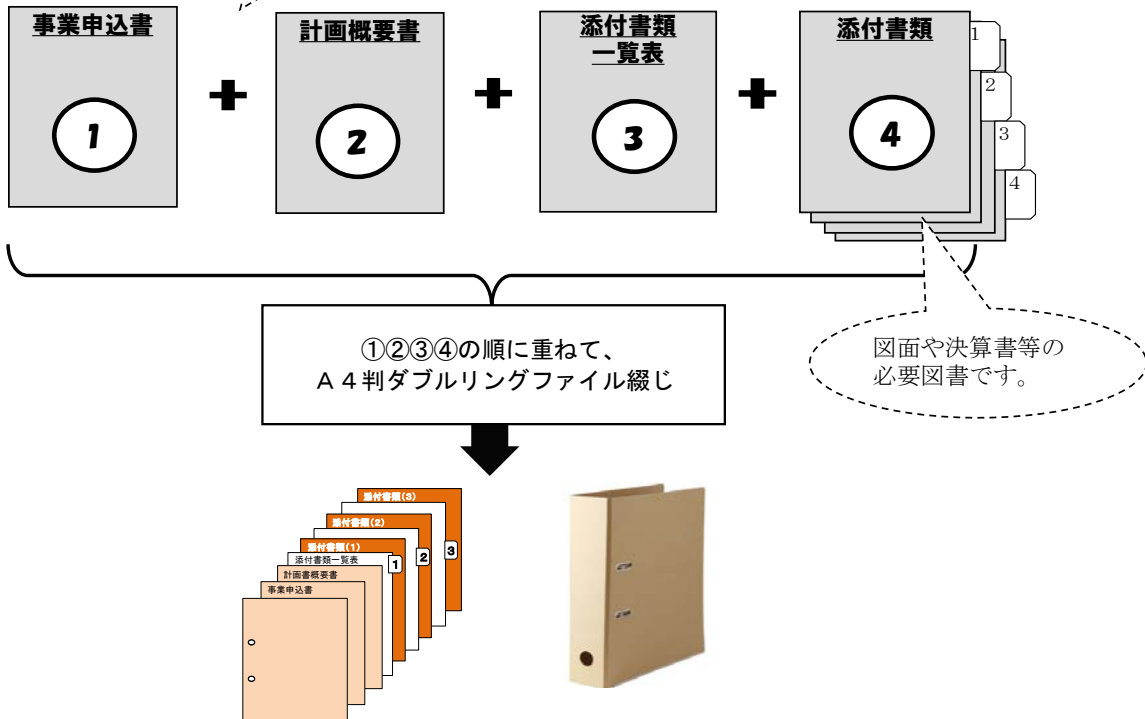 事業申込書
1
計画概要書
2
添付書類
一覧表
3
添付書類
4
1
2
3
4
①②③④の順に重ねて、
A4判ダブルリングファイル綴じ
図面や決算書等の
必要図書です。
添付書類(3)
添付書類(2)
添付書類(1)
添付書類一覧表
計画書概要書
事業申込書
1
2
3